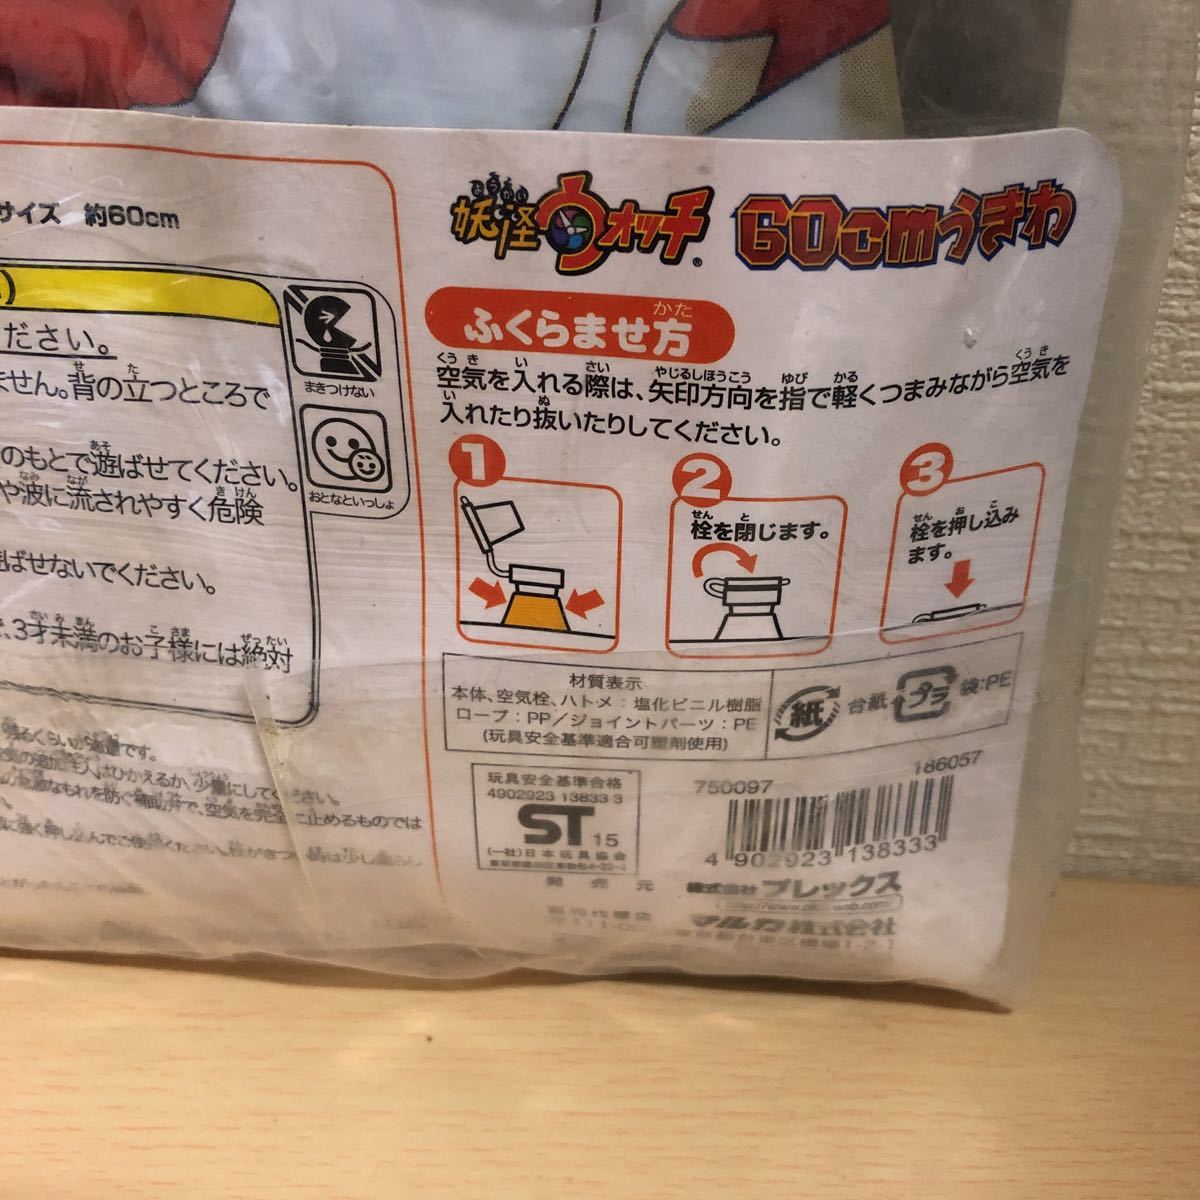 サイズ 約60cm
ださい。
ません。背の立つところで
のもとで遊ばせてください。
や波に流されやすく危険
ばせないでください。
、3才未満のお子様には絶対
まきつけない
おとなといっしょ
妖怪ウォッチ® 60cmうきわ
ようかい
ふくらませ方
かた
空気を入れる際は、矢印方向を指で軽くつまみながら空気を
入れたり抜いたりしてください。
1
2
栓を閉じます。
3
栓を押し込み
ます。
材質表示
本体、空気栓、ハトメ：塩化ビニル樹脂
ロープ：PP／ジョイントパーツ：PE
(玩具安全基準適合可塑剤使用)
紙 台紙 プラ 袋：PE
玩具安全基準合格
4902923 13833 3
ST 15
(一社)日本玩具協会
750097
186057
4 902923 138333
発売元 株式会社プレックス
マルカ株式会社